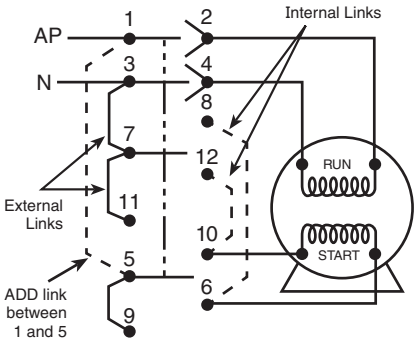 Internal Links
AP
1
2
N
3
4
8
7
12
RUN
External
Links
11
10
START
5
6
ADD link
between
1 and 5
9